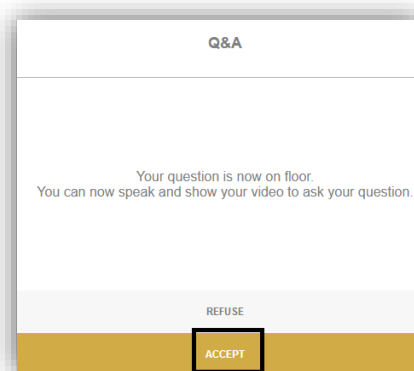 Q&A
Your question is now on floor.
You can now speak and show your video to ask your question.
REFUSE
ACCEPT